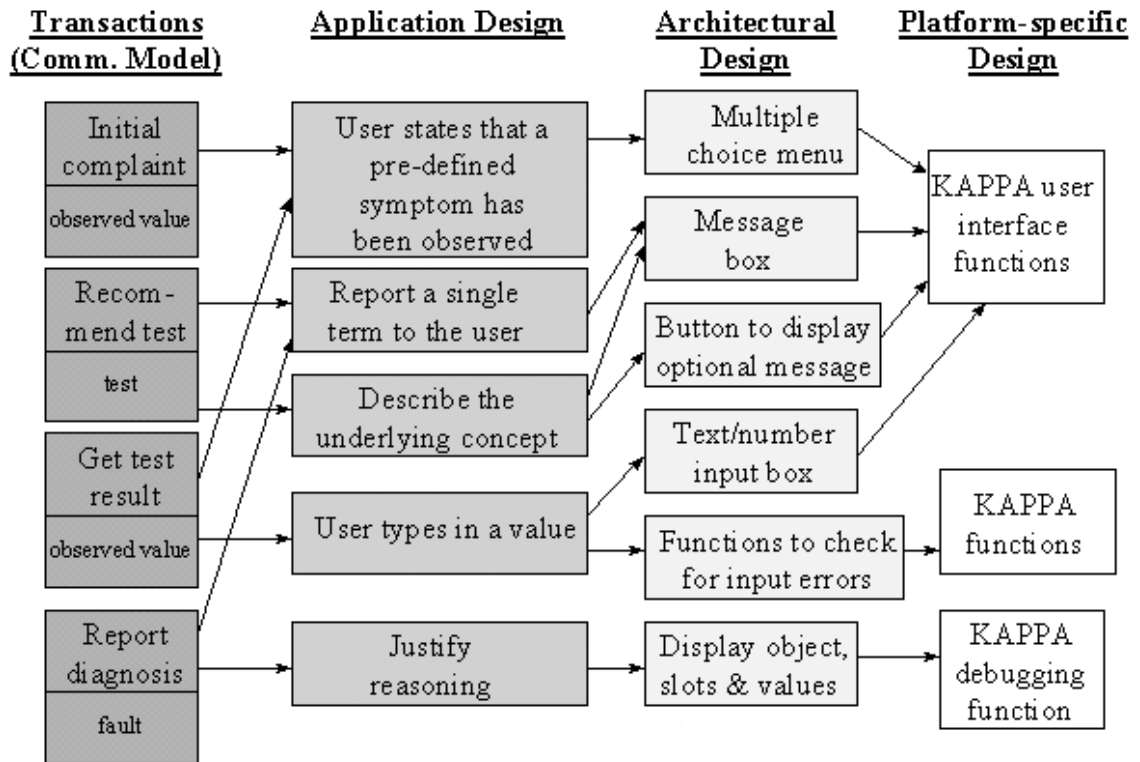 Transactions
(Comm. Model)
Application Design
Architectural
Design
Platform-specific
Design
Initial
complaint
observed value
Recom-
mend test
test
Get test
result
observed value
Report
diagnosis
fault
User states that a
pre-defined
symptom has
been observed
Report a single
term to the user
Describe the
underlying concept
User types in a value
Justify
reasoning
Multiple
choice menu
Message
box
Button to display
optional message
Text/number
input box
Functions to check
for input errors
Display object,
slots & values
KAPPA user
interface
functions
KAPPA
functions
KAPPA
debugging
function